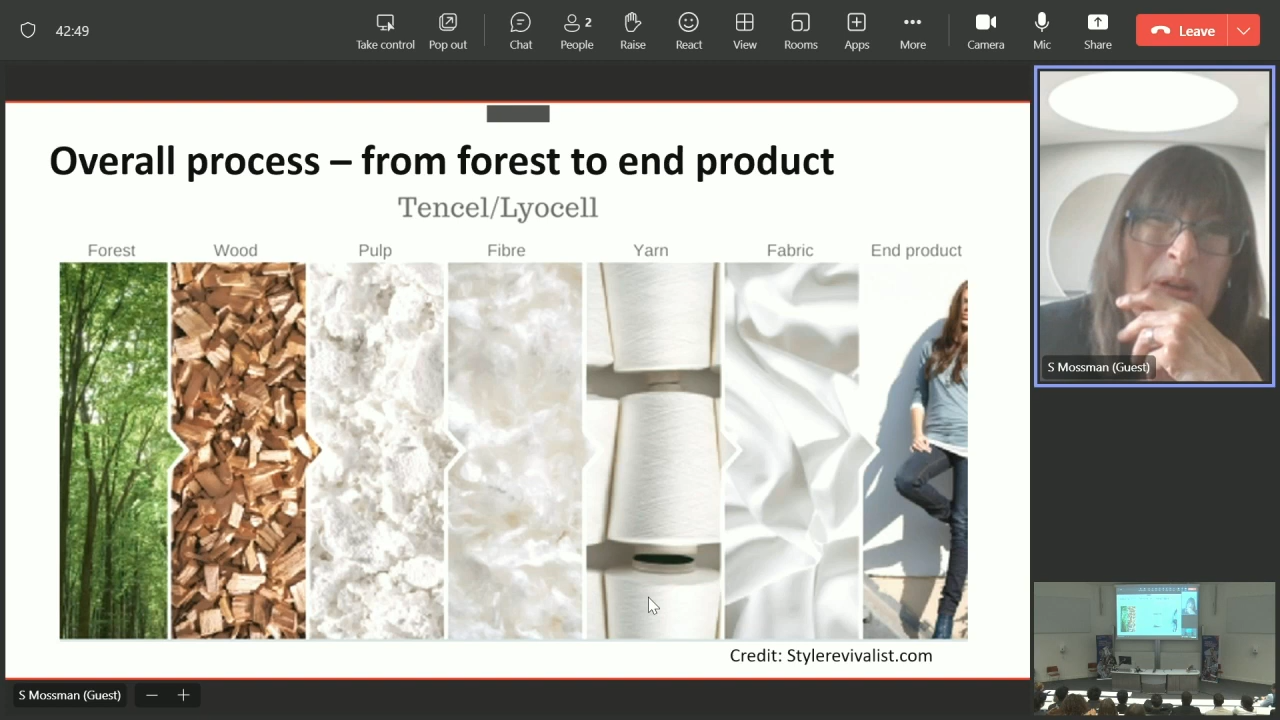 42:49
Take control
Pop out
Chat
2
People
Raise
React
View
Rooms
Apps
More
Camera
Mic
Share
Leave
Overall process – from forest to end product
Tencel/Lyocell
Forest
Wood
Pulp
Fibre
Yarn
Fabric
End product
Credit: Stylerevivalist.com
S Mossman (Guest)
S Mossman (Guest)